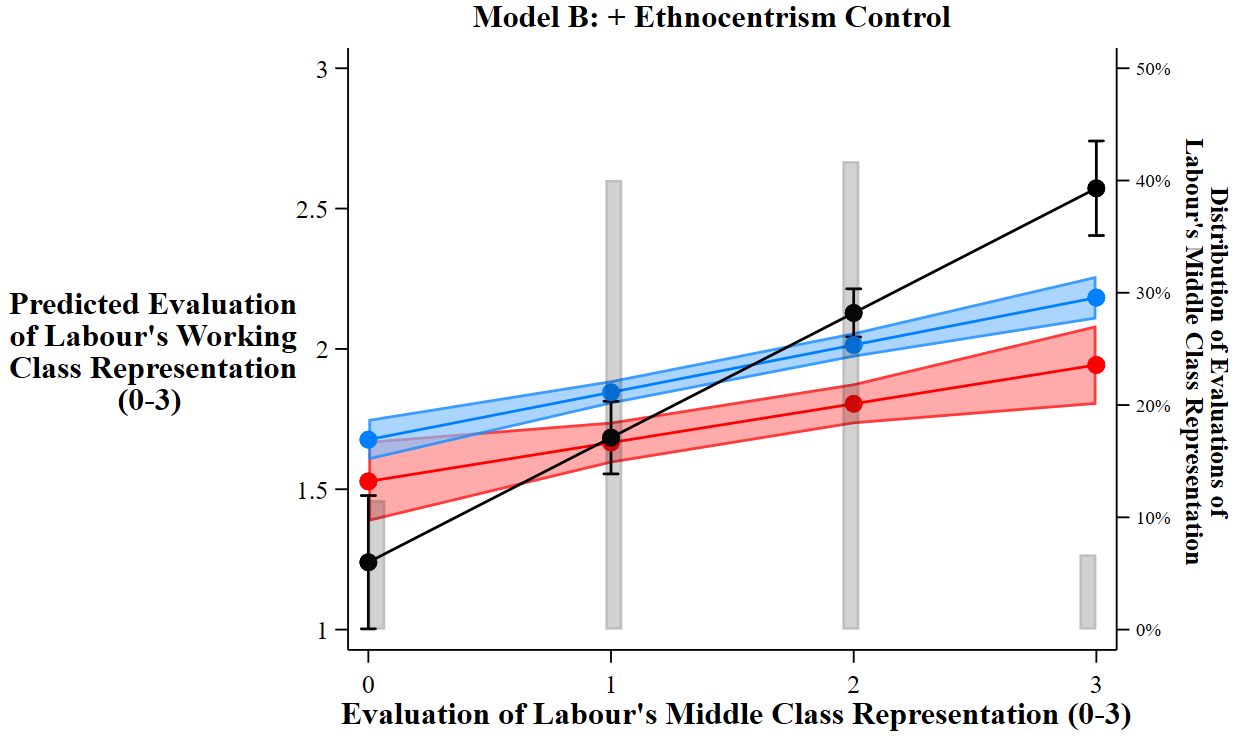 Model B: + Ethnocentrism Control
3
2.5
2
1.5
1
Predicted Evaluation
of Labour's Working
Class Representation
(0-3)
50%
40%
30%
20%
10%
0%
Distribution of Evaluations of
Labour's Middle Class Representation
0
1
2
3
Evaluation of Labour's Middle Class Representation (0-3)